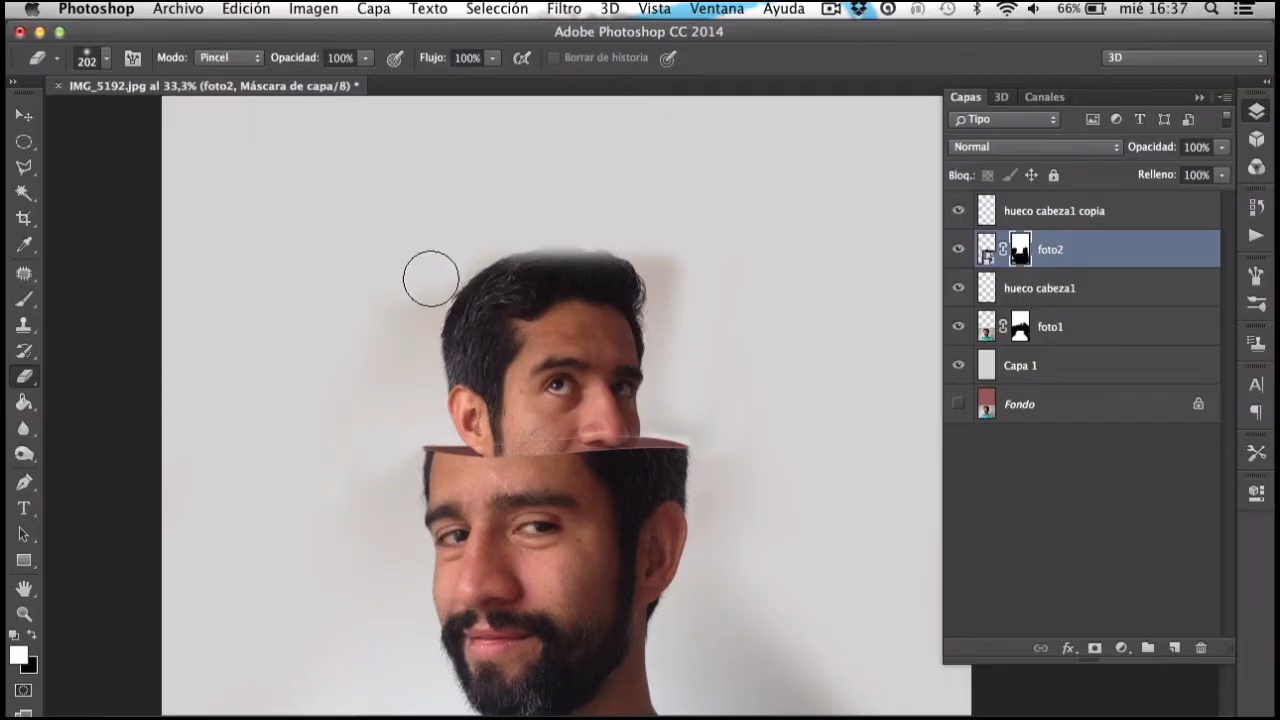 Photoshop Archivo Edición Imagen Capa Texto Selección Filtro 3D Vista Ventana Ayuda 66% mié 16:37
Adobe Photoshop CC 2014
202 Modo: Pincel Opacidad: 100% Flujo: 100% Borrar de historia 3D
IMG_5192.jpg al 33,3% (foto2, Máscara de capa/8) *
Capas 3D Canales
Tipo
Normal Opacidad: 100%
Bloq.: Relleno: 100%
hueco cabeza1 copia
foto2
hueco cabeza1
foto1
Capa 1
Fondo
fx